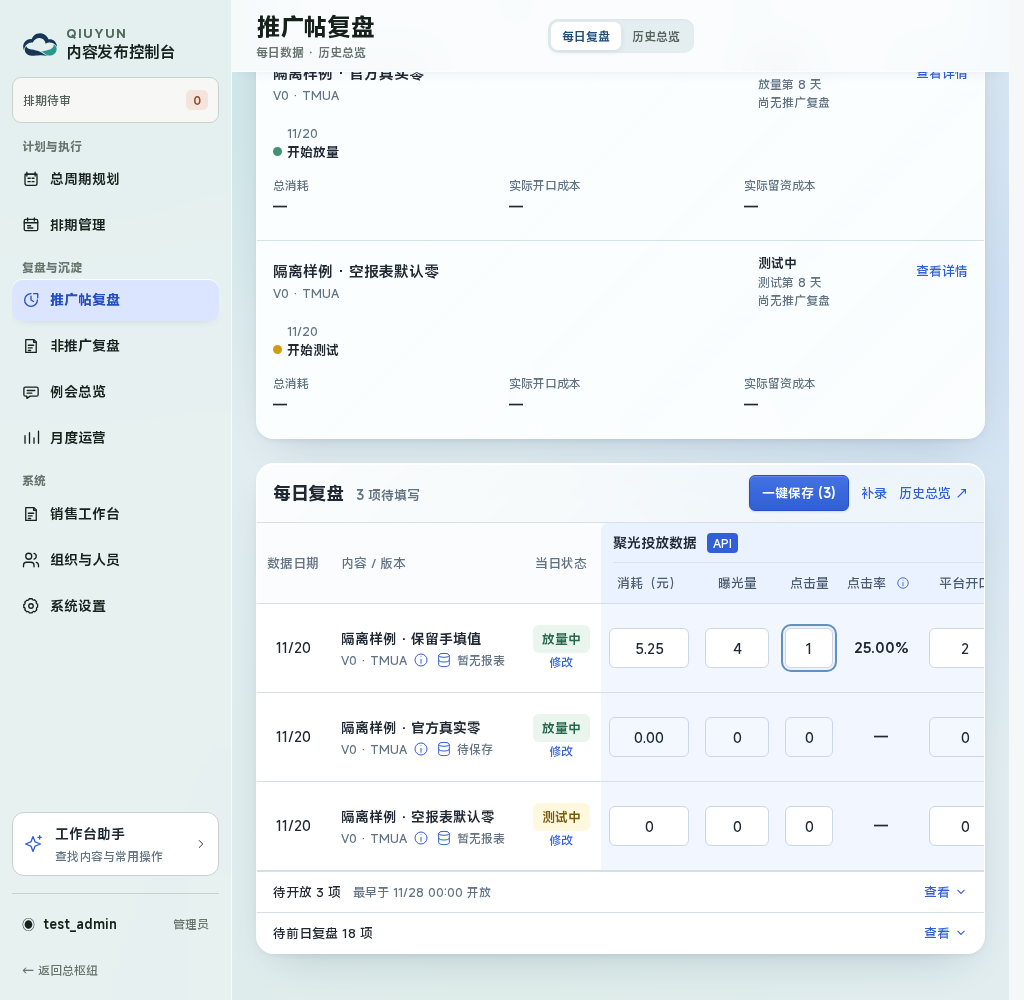 QIUYUN
内容发布控制台
排期待审 0
计划与执行
总周期规划
排期管理
复盘与沉淀
推广帖复盘
非推广复盘
例会总览
月度运营
系统
销售工作台
组织与人员
系统设置
工作台助手
查找内容与常用操作
test_admin 管理员
← 返回总枢纽
推广帖复盘
每日数据 · 历史总览
每日复盘 历史总览
隔离样例 · 官方真实零
V0 · TMUA
放量第 8 天
尚无推广复盘
查看详情
11/20
开始放量
总消耗 实际开口成本 实际留资成本
— — —
隔离样例 · 空报表默认零
V0 · TMUA
测试中
测试第 8 天
尚无推广复盘
查看详情
11/20
开始测试
总消耗 实际开口成本 实际留资成本
— — —
每日复盘 3 项待填写 一键保存 (3) 补录 历史总览 ↗
数据日期 内容 / 版本 当日状态
聚光投放数据 API
消耗（元） 曝光量 点击量 点击率 平台开口
11/20 隔离样例 · 保留手填值 放量中 5.25 4 1 25.00% 2
V0 · TMUA 暂无报表 修改
11/20 隔离样例 · 官方真实零 放量中 0.00 0 0 — 0
V0 · TMUA 待保存 修改
11/20 隔离样例 · 空报表默认零 测试中 0 0 0 — 0
V0 · TMUA 暂无报表 修改
待开放 3 项 最早于 11/28 00:00 开放 查看
待前日复盘 18 项 查看